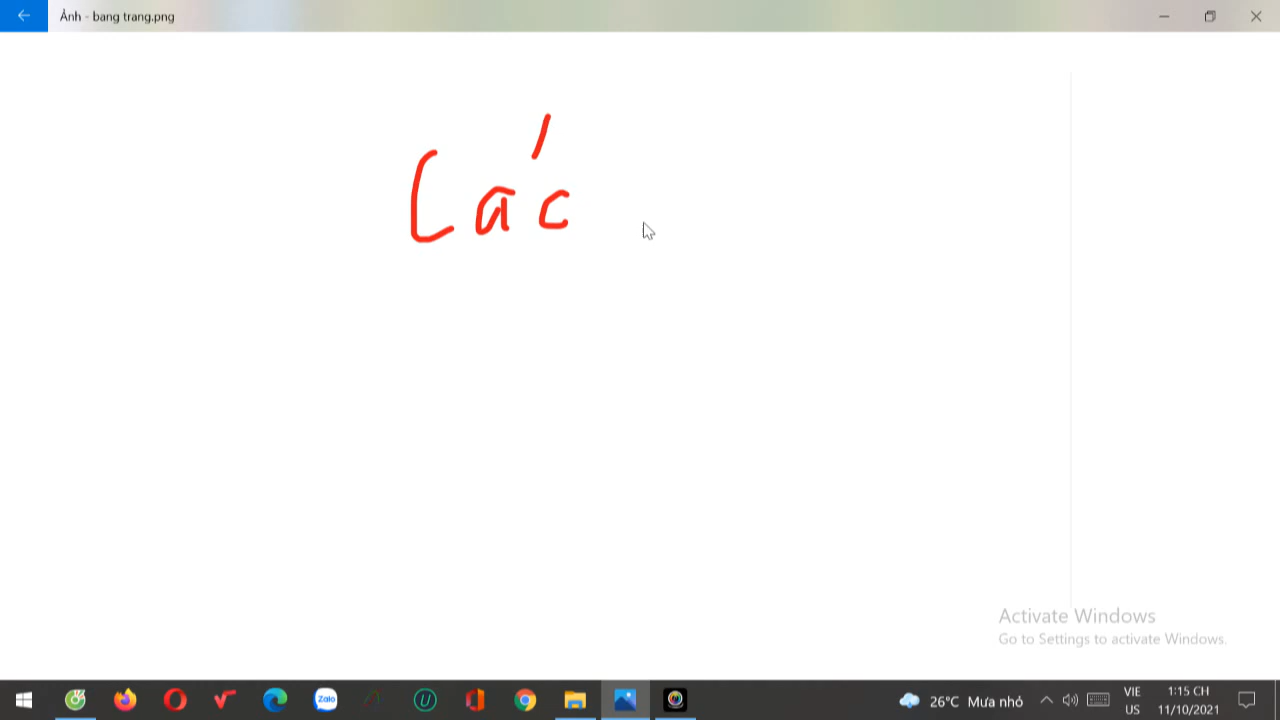 Ảnh - bang trang.png
Các
Activate Windows
Go to Settings to activate Windows.
Zalo
26°C Mưa nhỏ
VIE
US
1:15 CH
11/10/2021